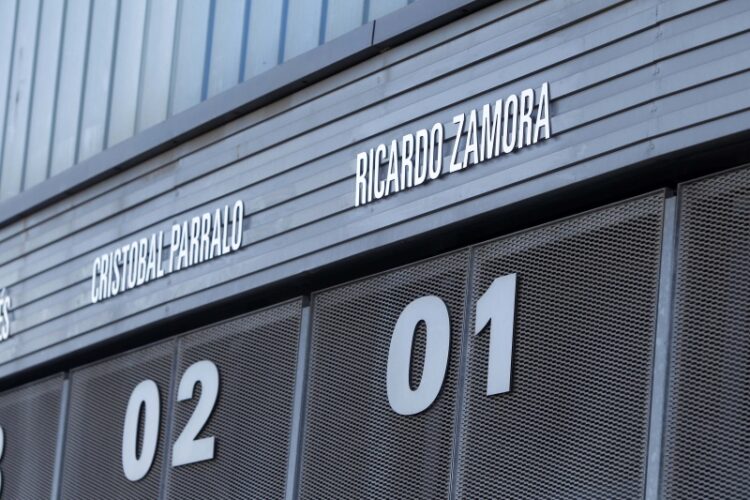 RICARDO ZAMORA
CRISTOBAL PARRALO
01
02